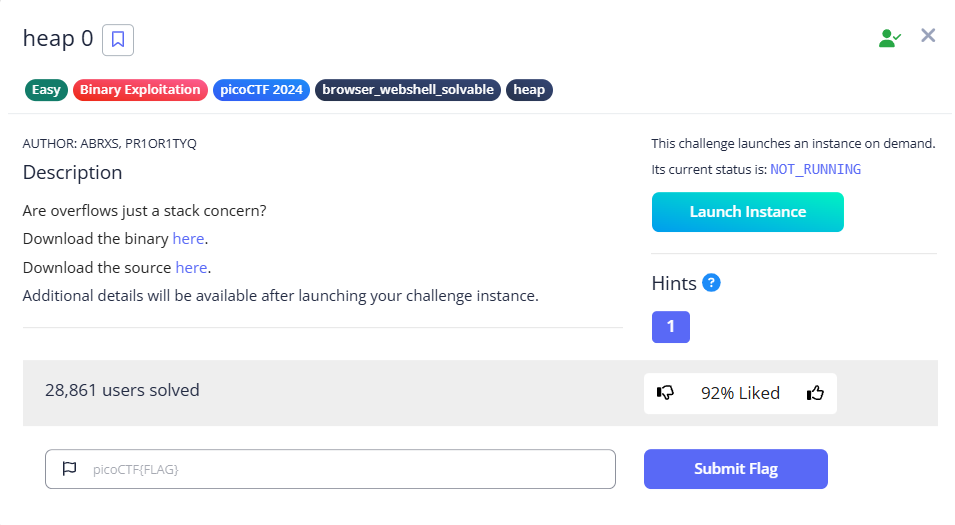 heap 0
Easy Binary Exploitation picoCTF 2024 browser_webshell_solvable heap
AUTHOR: ABRXS, PR1OR1TYQ
Description
Are overflows just a stack concern?
Download the binary here.
Download the source here.
Additional details will be available after launching your challenge instance.
This challenge launches an instance on demand.
Its current status is: NOT_RUNNING
Launch Instance
Hints ?
1
28,861 users solved
92% Liked
picoCTF{FLAG}
Submit Flag